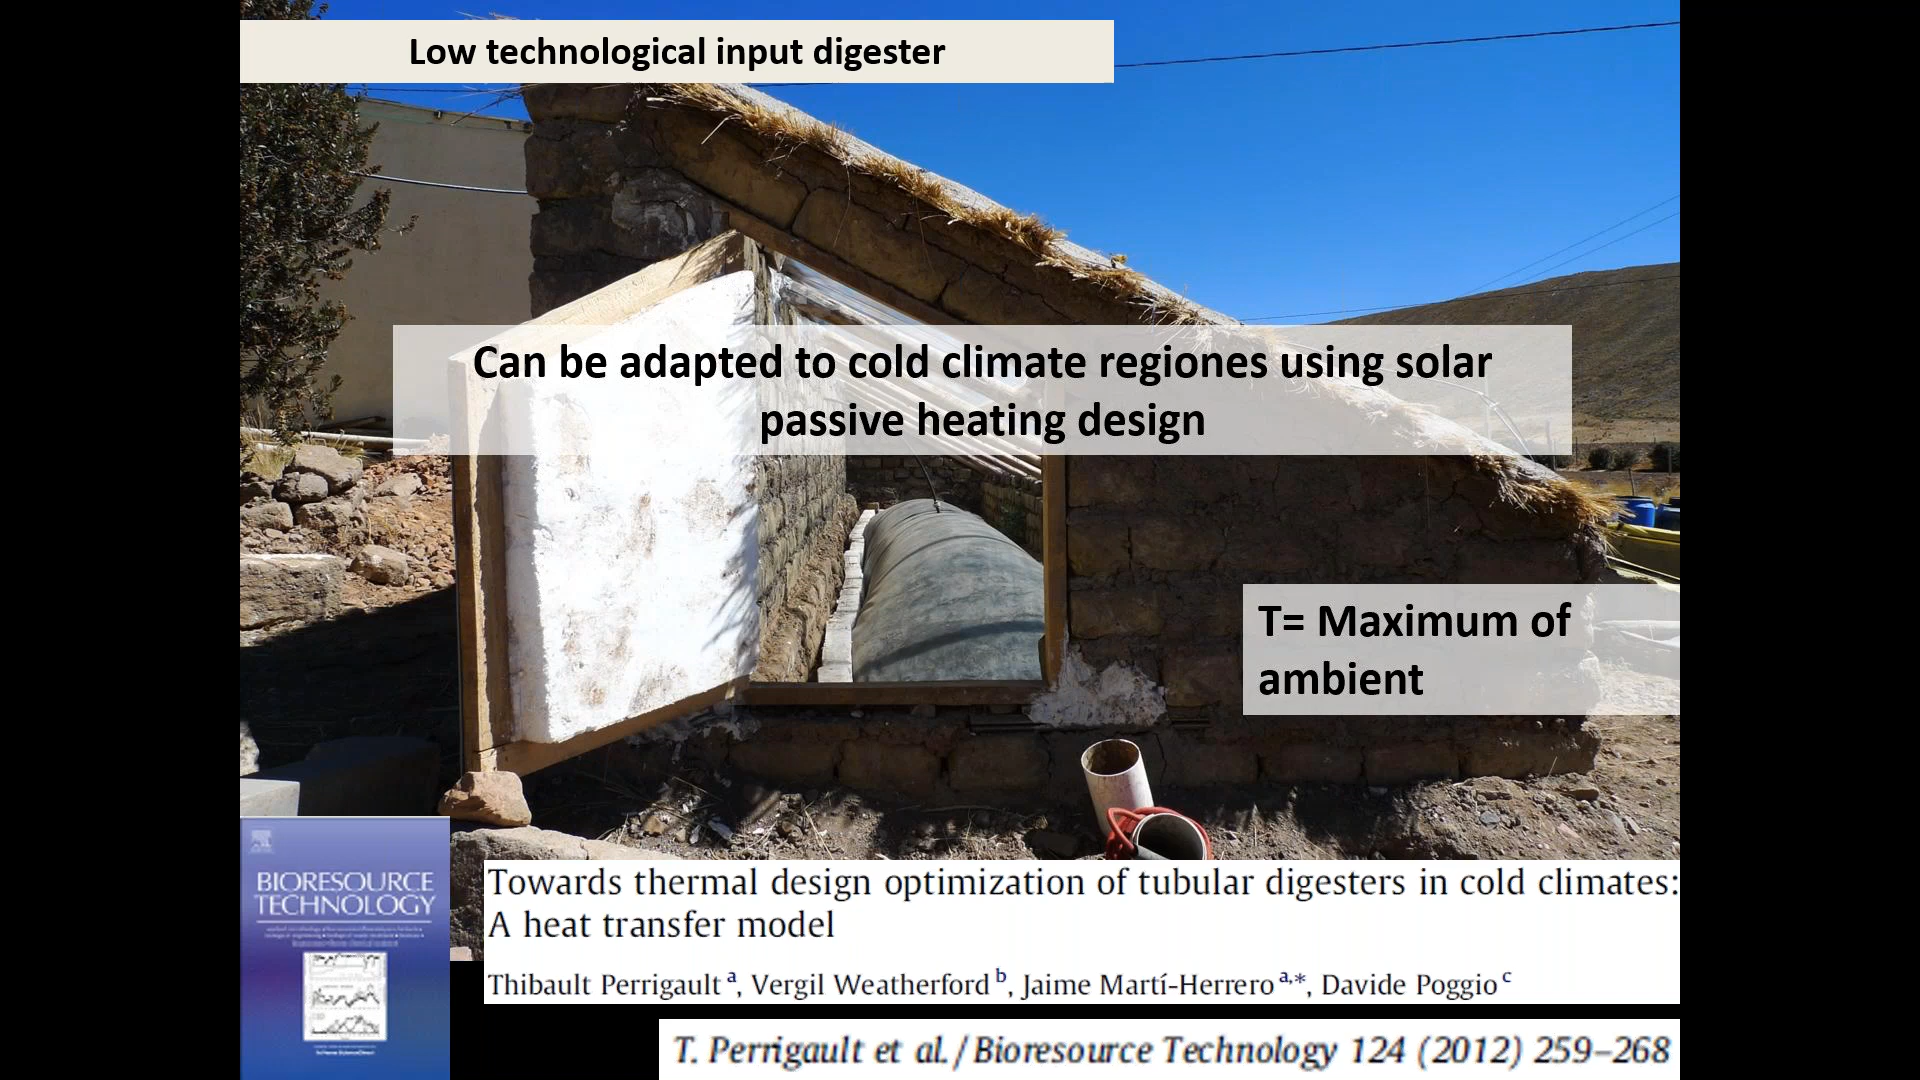 Low technological input digester
Can be adapted to cold climate regiones using solar
passive heating design
T= Maximum of
ambient
BIORESOURCE
TECHNOLOGY
Towards thermal design optimization of tubular digesters in cold climates:
A heat transfer model
Thibault Perrigault a, Vergil Weatherford b, Jaime Martí-Herrero a,*, Davide Poggio c
T. Perrigault et al. / Bioresource Technology 124 (2012) 259–268